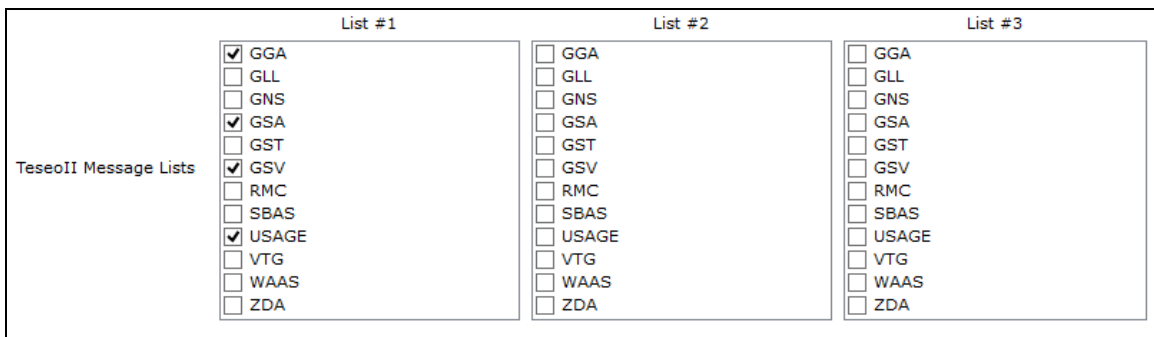 List #1 List #2 List #3
GGA GGA GGA
GLL GLL GLL
GNS GNS GNS
GSA GSA GSA
GST GST GST
TeseoII Message Lists GSV GSV GSV
RMC RMC RMC
SBAS SBAS SBAS
USAGE USAGE USAGE
VTG VTG VTG
WAAS WAAS WAAS
ZDA ZDA ZDA